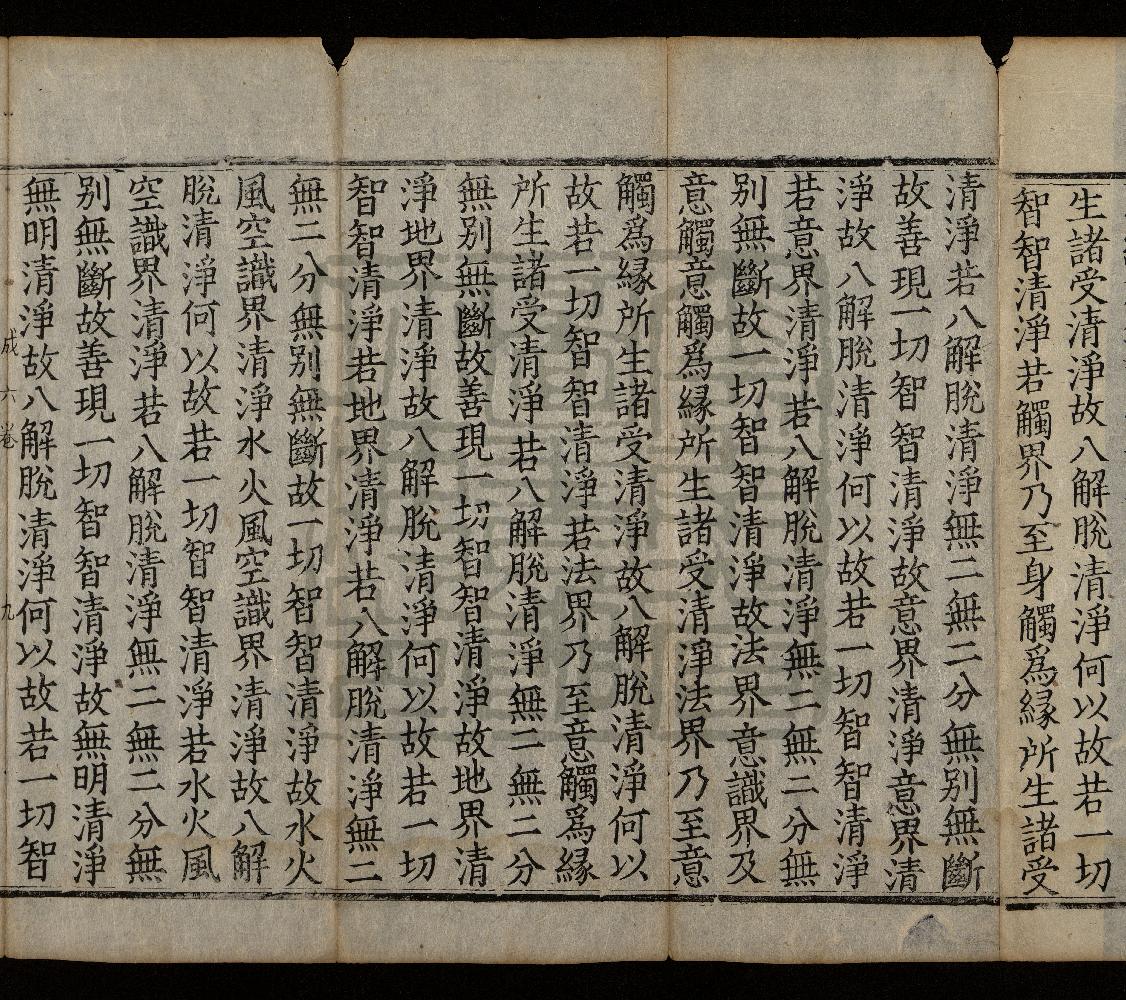 生諸受清淨故八解脫清淨何以故若一切
智智清淨若觸界乃至身觸爲緣所生諸受
清淨若八解脫清淨無二無二分無別無斷
故善現一切智智清淨故意界清淨意界清
淨故八解脫清淨何以故若一切智智清淨
若意界清淨若八解脫清淨無二無二分無
別無斷故一切智智清淨故法界意識界及
意觸意觸爲緣所生諸受清淨法界乃至意
觸爲緣所生諸受清淨故八解脫清淨何以
故若一切智智清淨若法界乃至意觸爲緣
所生諸受清淨若八解脫清淨無二無二分
無別無斷故善現一切智智清淨故地界清
淨地界清淨故八解脫清淨何以故若一切
智智清淨若地界清淨若八解脫清淨無二
無二分無別無斷故一切智智清淨故水火
風空識界清淨水火風空識界清淨故八解
脫清淨何以故若一切智智清淨若水火風
空識界清淨若八解脫清淨無二無二分無
別無斷故善現一切智智清淨故無明清淨
無明清淨故八解脫清淨何以故若一切智
成 六 卷 九